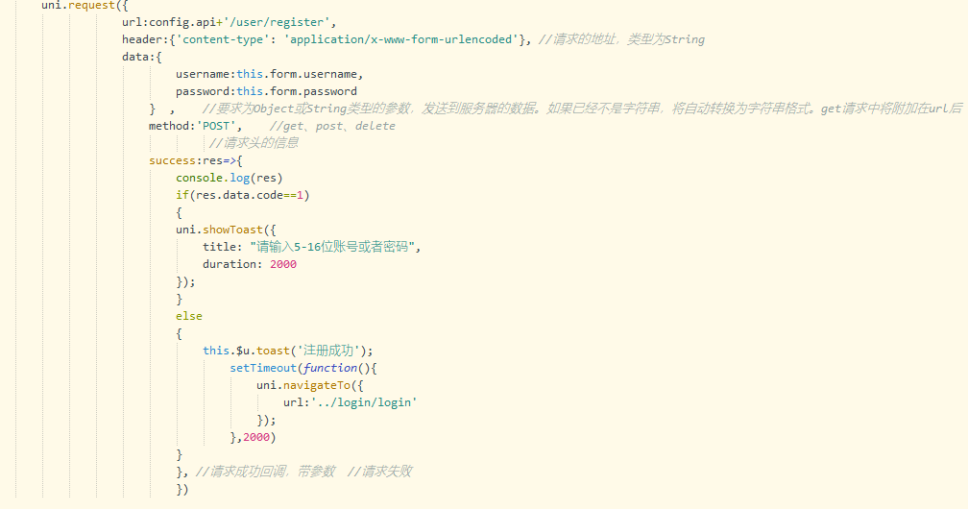 uni.request({
url:config.api+'/user/register',
header:{'content-type': 'application/x-www-form-urlencoded'}, //请求的地址，类型为String
data:{
username:this.form.username,
password:this.form.password
} , //要求为Object或String类型的参数，发送到服务器的数据。如果已经不是字符串，将自动转换为字符串格式。get请求中将附加在url后
method:'POST', //get、post、delete
//请求头的信息
success:res=>{
console.log(res)
if(res.data.code==1)
{
uni.showToast({
title: "请输入5-16位账号或者密码",
duration: 2000
});
}
else
{
this.$u.toast('注册成功');
setTimeout(function(){
uni.navigateTo({
url:'../login/login'
});
},2000)
}
}, //请求成功回调，带参数 //请求失败
})